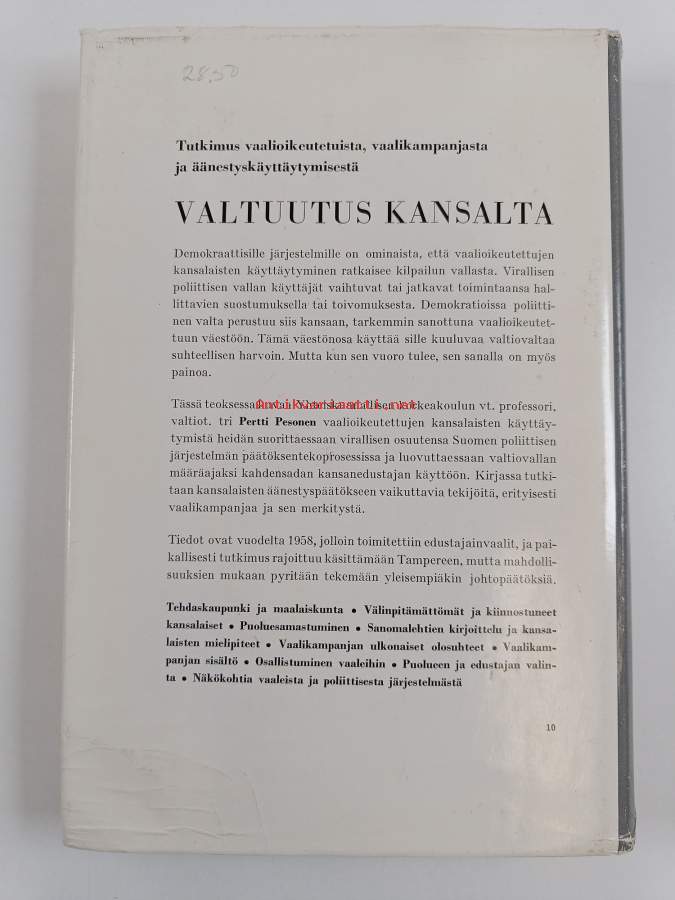 28,50
Tutkimus vaalioikeutetuista, vaalikampanjasta
ja äänestyskäyttäytymisestä
VALTUUTUS KANSALTA
Demokraattisille järjestelmille on ominaista, että vaalioikeutettujen
kansalaisten käyttäytyminen ratkaisee kilpailun vallasta. Virallisen
poliittisen vallan käyttäjät vaihtuvat tai jatkavat toimintaansa hal-
littavien suostumuksella tai toivomuksesta. Demokratioissa poliitti-
nen valta perustuu siis kansaan, tarkemmin sanottuna vaalioikeutet-
tuun väestöön. Tämä väestönosa käyttää sille kuuluvaa valtiovaltaa
suhteellisen harvoin. Mutta kun sen vuoro tulee, sen sanalla on myös
painoa.
Tässä teoksessa korkeakoulun vt. professori,
Antikvariaatti.net
valtiot. tri Pertti Pesonen vaalioikeutettujen kansalaisten käyttäy-
tymistä heidän suorittaessaan virallisen osuutensa Suomen poliittisen
järjestelmän päätöksentekoprosessissa ja luovuttaessaan valtiovallan
määräajaksi kahdensadan kansanedustajan käyttöön. Kirjassa tutki-
taan kansalaisten äänestyspäätökseen vaikuttavia tekijöitä, erityisesti
vaalikampanjaa ja sen merkitystä.
Tiedot ovat vuodelta 1958, jolloin toimitettiin edustajainvaalit, ja pai-
kallisesti tutkimus rajoittuu käsittämään Tampereen, mutta mahdolli-
suuksien mukaan pyritään tekemään yleisempiäkin johtopäätöksiä.
Tehdaskaupunki ja maalaiskunta • Välinpitämättömät ja kiinnostuneet
kansalaiset • Puoluesamastuminen • Sanomalehtien kirjoittelu ja kansa-
laisten mielipiteet • Vaalikampanjan ulkonaiset olosuhteet • Vaalikam-
panjan sisältö • Osallistuminen vaaleihin • Puolueen ja edustajan valin-
ta • Näkökohtia vaaleista ja poliittisesta järjestelmästä
10